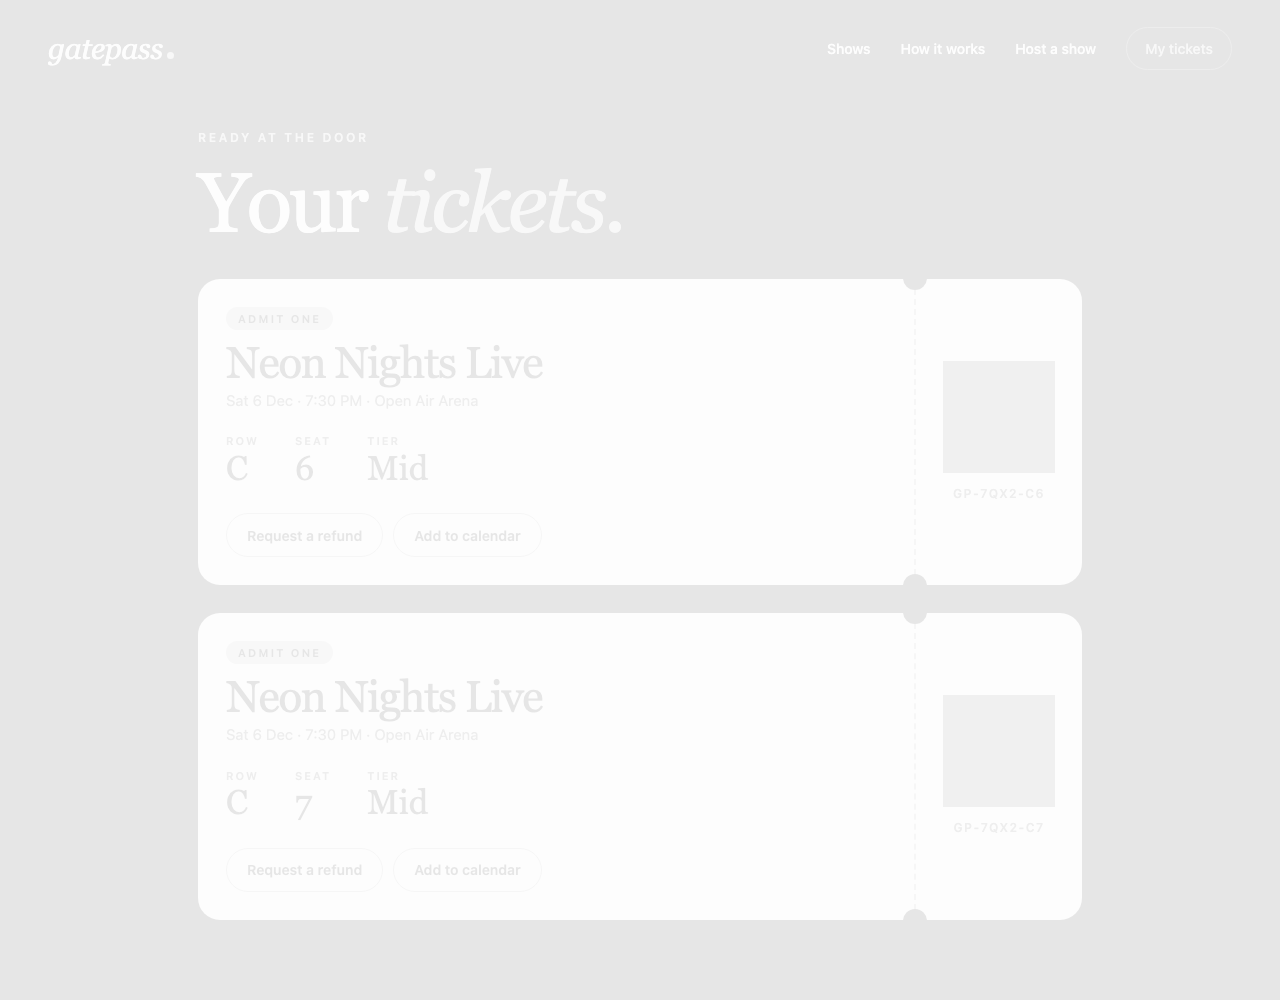 gatepass.
Shows
How it works
Host a show
My tickets
READY AT THE DOOR
Your tickets.
ADMIT ONE
Neon Nights Live
Sat 6 Dec · 7:30 PM · Open Air Arena
ROW SEAT TIER
C 6 Mid
Request a refund
Add to calendar
GP-7QX2-C6
ADMIT ONE
Neon Nights Live
Sat 6 Dec · 7:30 PM · Open Air Arena
ROW SEAT TIER
C 7 Mid
Request a refund
Add to calendar
GP-7QX2-C7